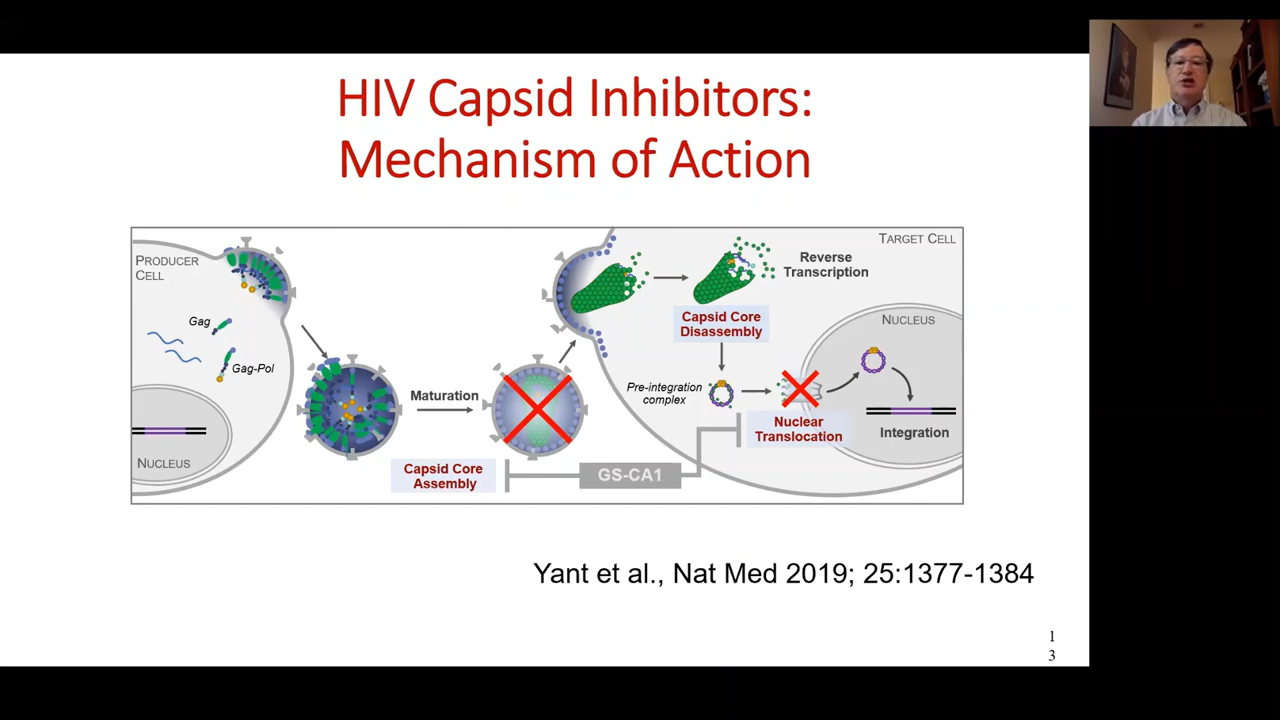 HIV Capsid Inhibitors:
Mechanism of Action
PRODUCER
CELL
Gag
Gag-Pol
NUCLEUS
Maturation
Capsid Core
Assembly
GS-CA1
TARGET CELL
Reverse
Transcription
Capsid Core
Disassembly
Pre-integration
complex
Nuclear
Translocation
NUCLEUS
Integration
Yant et al., Nat Med 2019; 25:1377-1384
1
3